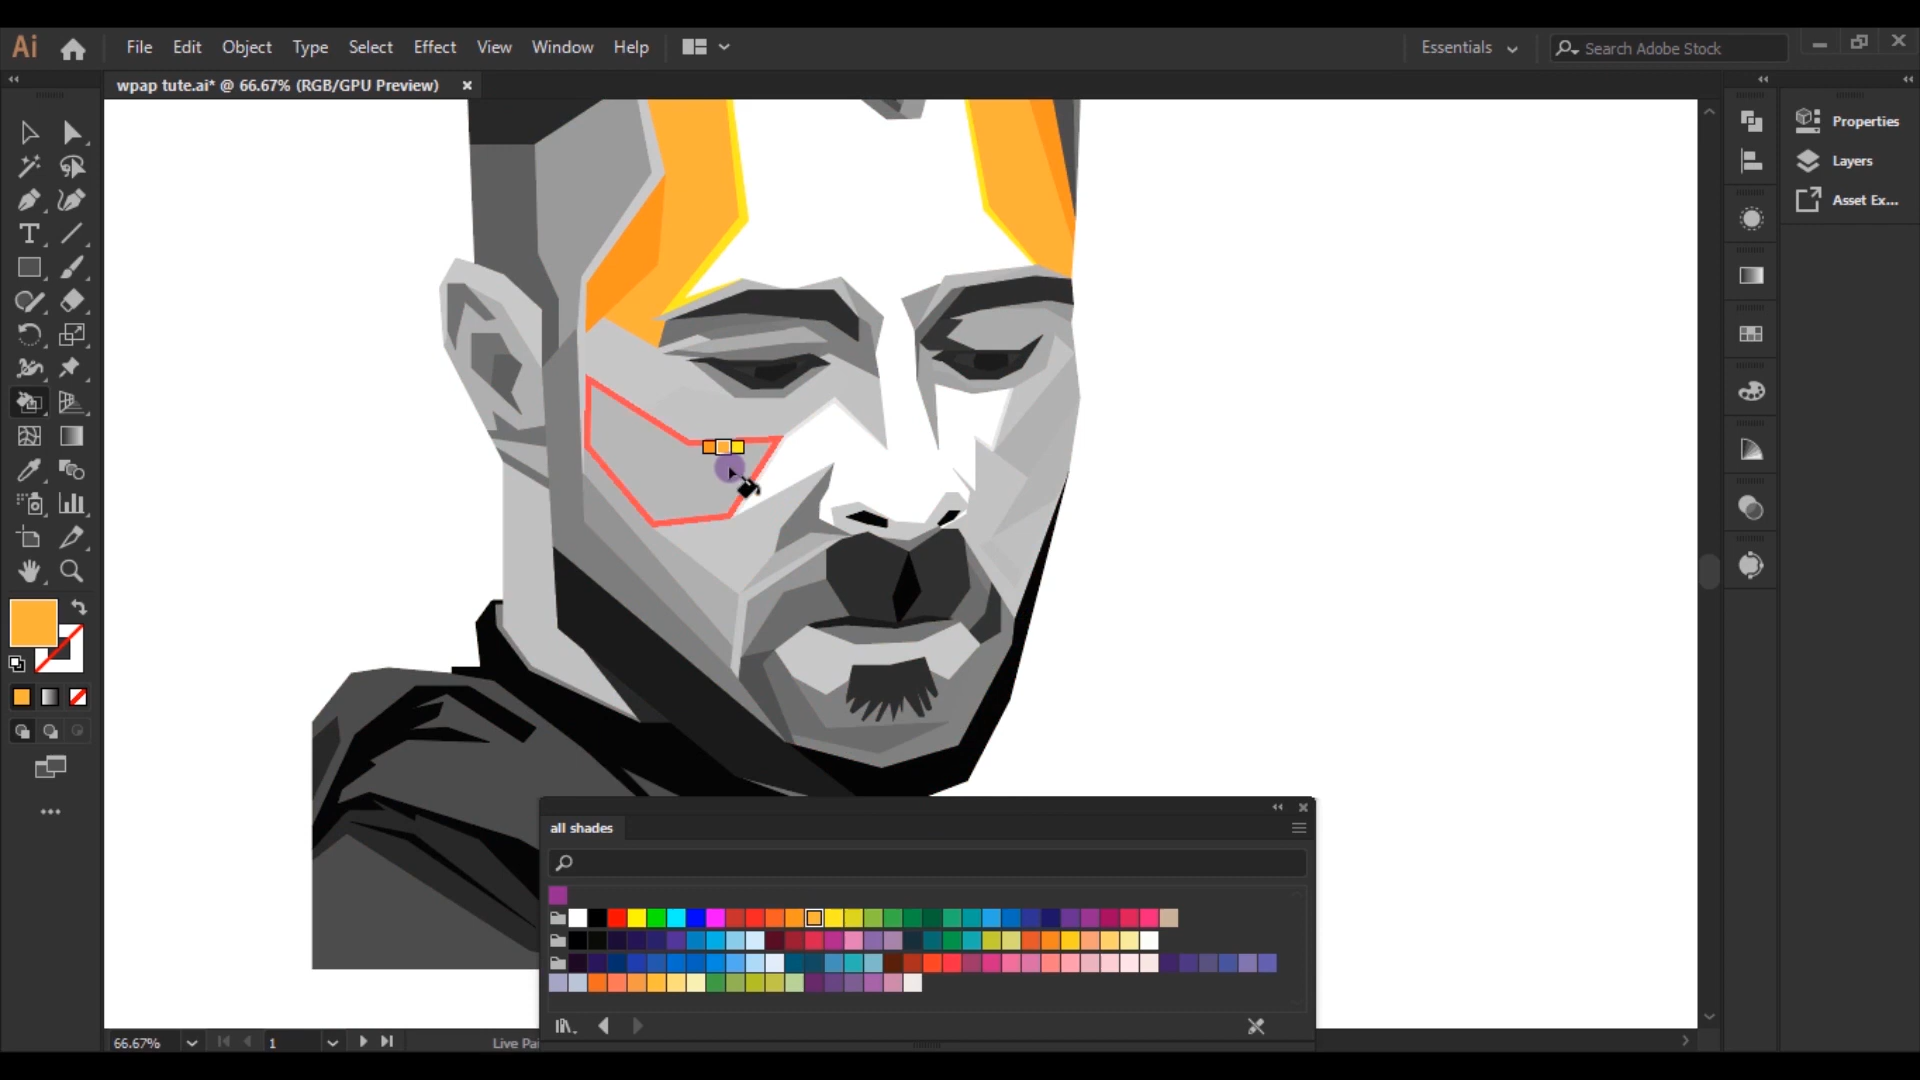 Ai File Edit Object Type Select Effect View Window Help Essentials Search Adobe Stock
wpap tute.ai* @ 66.67% (RGB/GPU Preview)
Properties
Layers
Asset Ex...
all shades
66.67% 1 Live Pa